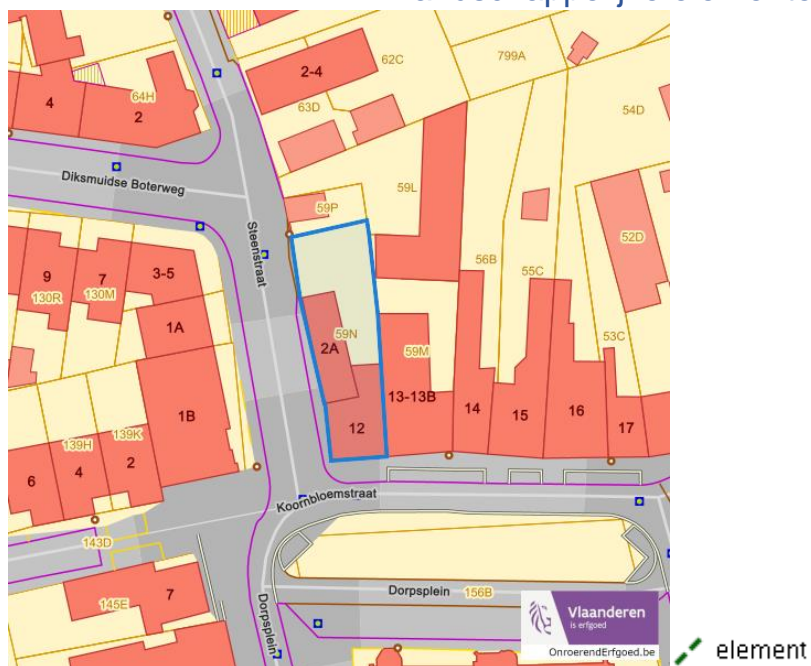 2-4
62C
799A
4
64H
2
63D
54D
Diksmuidse Boterweg
59L
59P
52D
Steenstraat
56B
55C
9
7
3-5
130R
130M
1A
59N
2A
59M
53C
1B
13-13B
14
15
16
17
12
139K
139H
6
4
2
Koornbloemstraat
143D
7
145E
Dorpsplein
156B
Dorpsplein
Vlaanderen
is erfgoed
OnroerendErfgoed.be
element